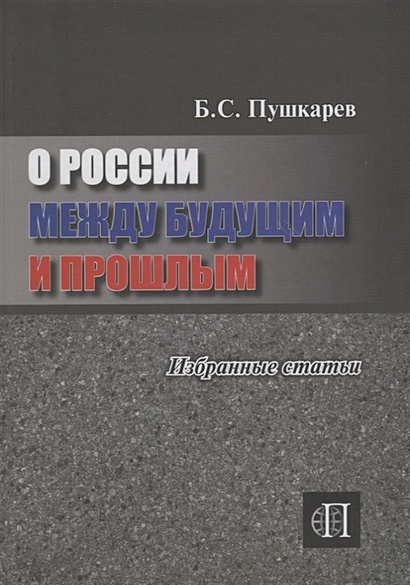 Б.С. Пушкарев
О РОССИИ
МЕЖДУ БУДУЩИМ
И ПРОШЛЫМ
Избранные статьи
П